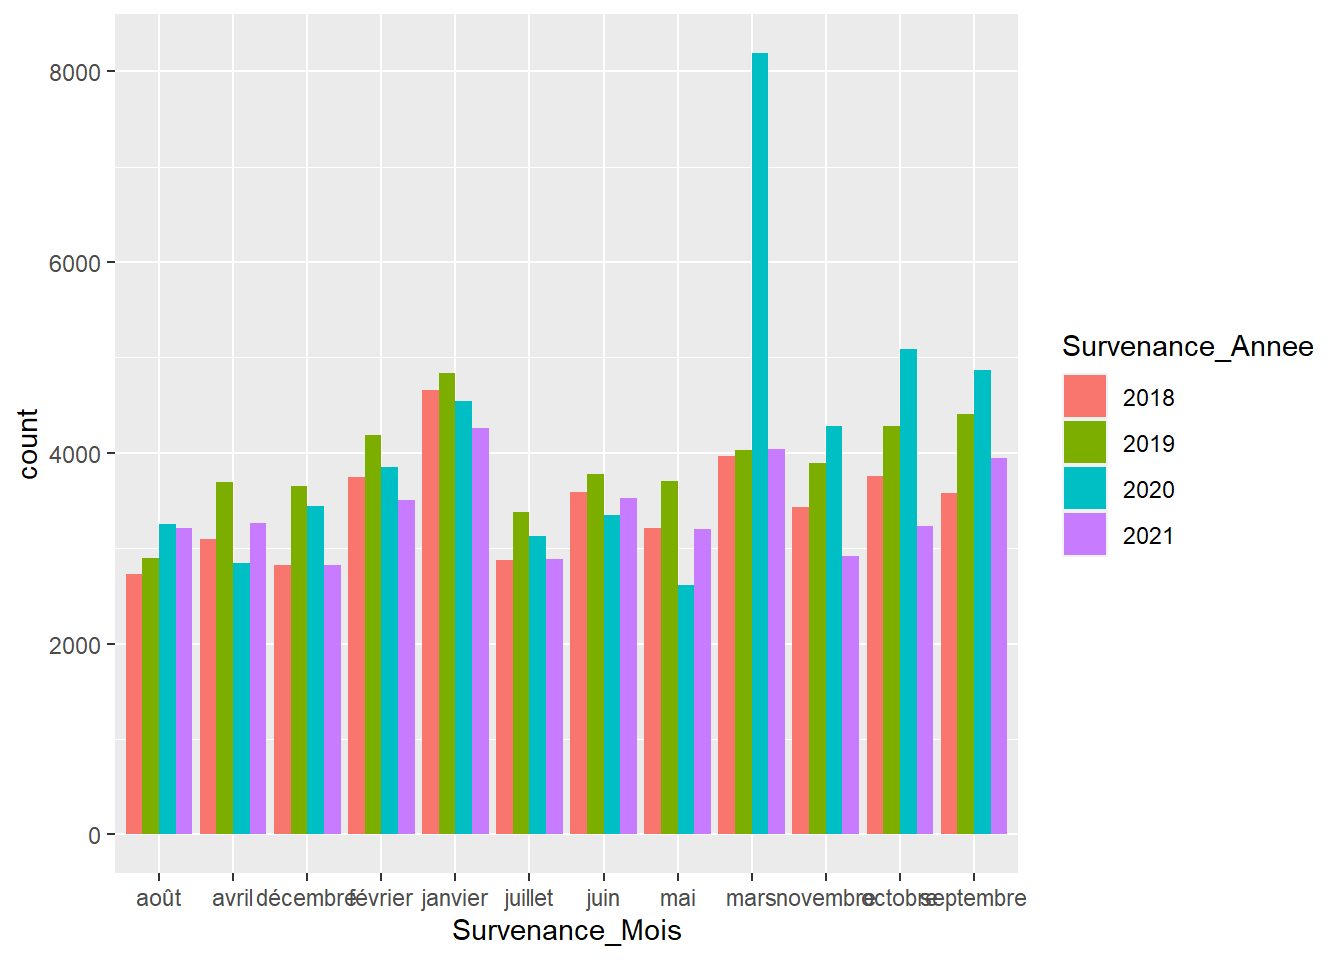 8000
6000
4000
2000
0
count
août avril décembre février janvier juillet juin mai mars novembre octobre septembre
Survenance_Mois
Survenance_Annee
2018
2019
2020
2021